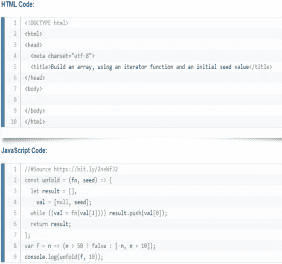 HTML Code:
1 <!DOCTYPE html>
2 <html>
3 <head>
4 <meta charset="utf-8">
5 <title>Build an array, using an iterator function and an initial seed value</title>
6 </head>
7 <body>
8
9 </body>
10 </html>
JavaScript Code:
1 //#Source https://bit.ly/2neWfJ2
2 const unfold = (fn, seed) => {
3 let result = [],
4 val = [null, seed];
5 while ((val = fn(val[1]))) result.push(val[0]);
6 return result;
7 };
8 var f = n => (n > 50 ? false : [-n, n + 10]);
9 console.log(unfold(f, 10));